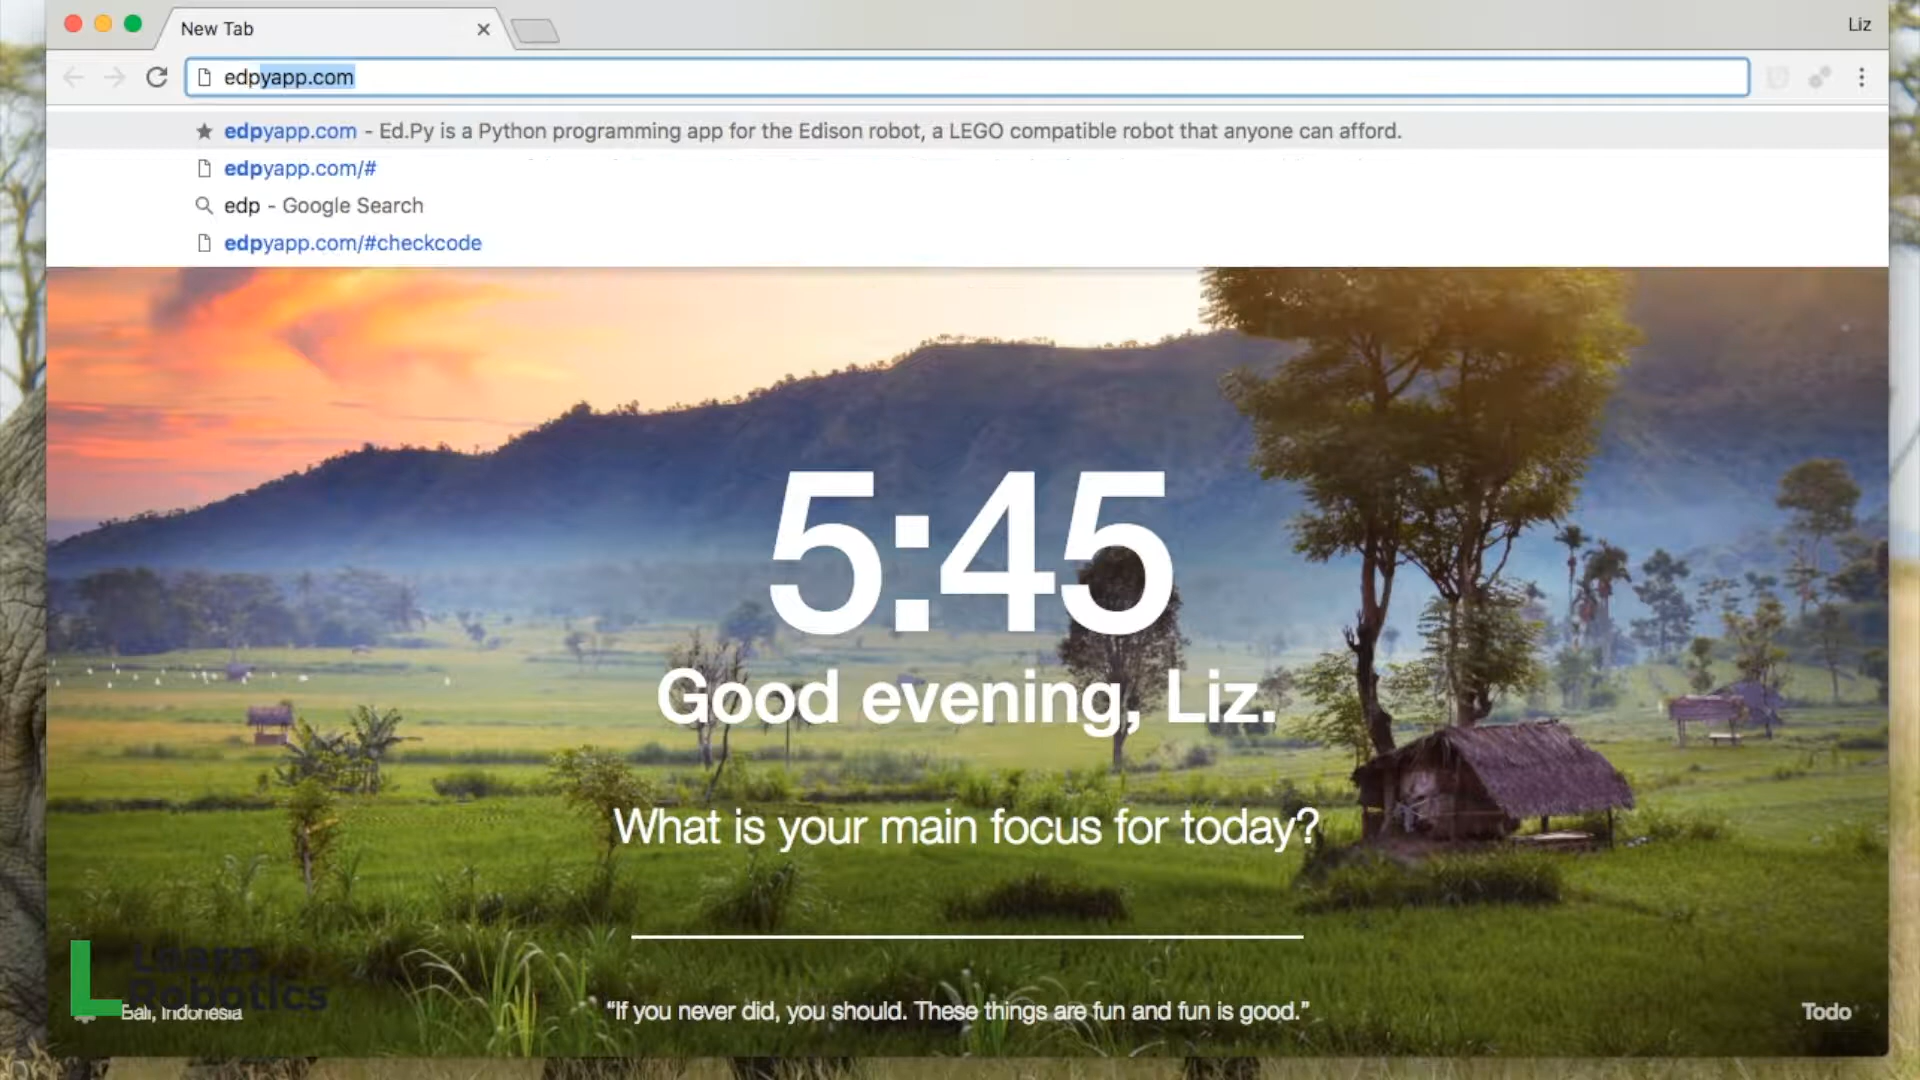 New Tab
Liz
edpyapp.com
edpyapp.com - Ed.Py is a Python programming app for the Edison robot, a LEGO compatible robot that anyone can afford.
edpyapp.com/#
edp - Google Search
edpyapp.com/#checkcode
5:45
Good evening, Liz.
What is your main focus for today?
Learn
Robotics
Bali, Indonesia
“If you never did, you should. These things are fun and fun is good.”
Todo